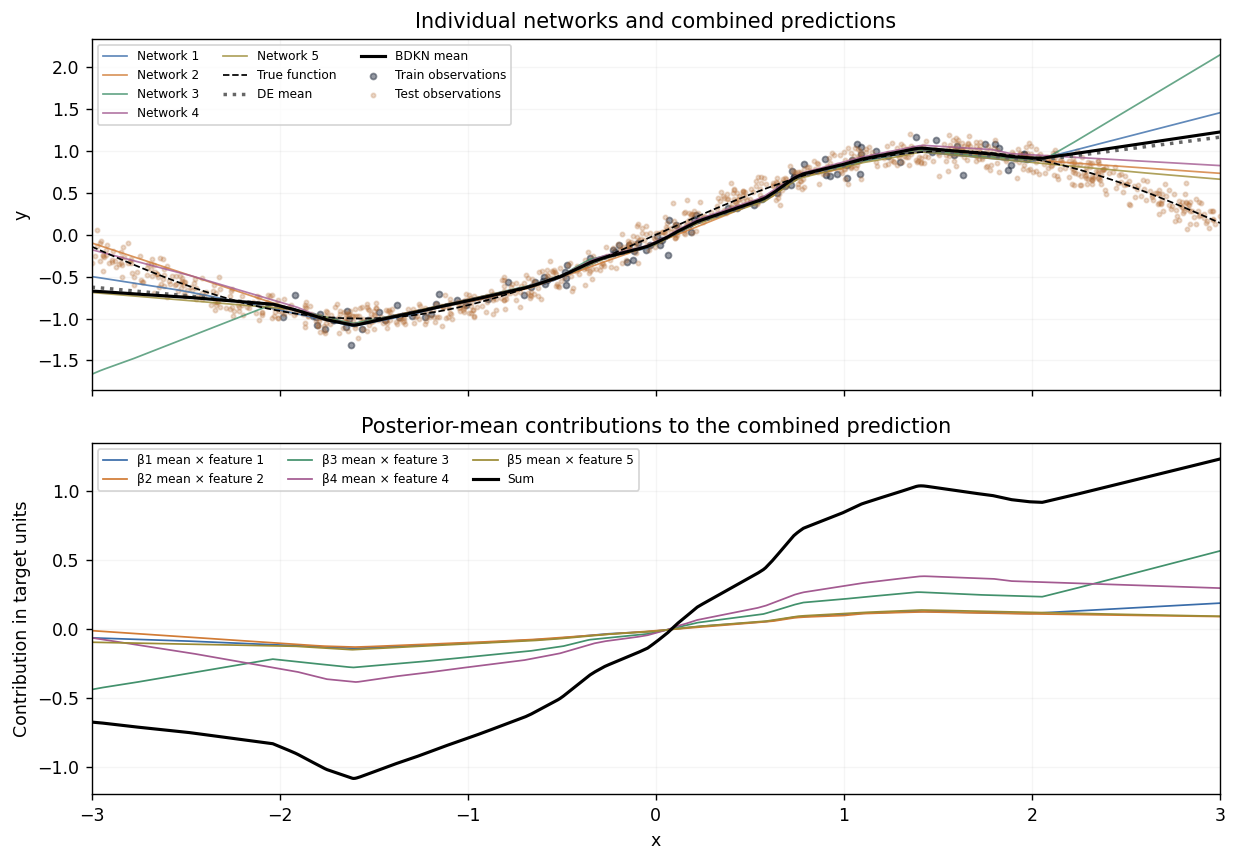 Individual networks and combined predictions
Network 1
Network 2
Network 3
Network 4
Network 5
True function
DE mean
BDKN mean
Train observations
Test observations
2.0
1.5
1.0
0.5
0.0
−0.5
−1.0
−1.5
y
Posterior-mean contributions to the combined prediction
β1 mean × feature 1
β2 mean × feature 2
β3 mean × feature 3
β4 mean × feature 4
β5 mean × feature 5
Sum
1.0
0.5
0.0
−0.5
−1.0
Contribution in target units
−3
−2
−1
0
1
2
3
x